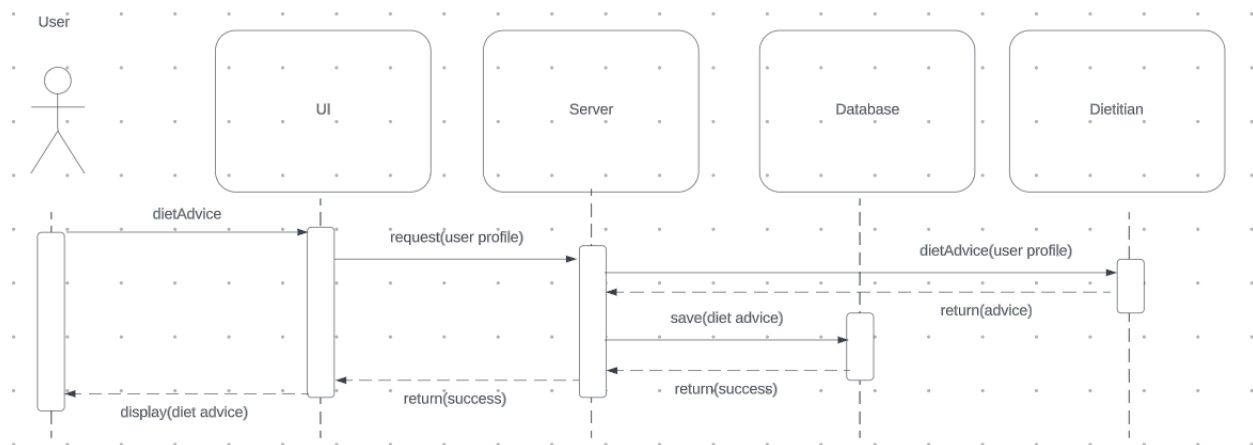 User
UI
Server
Database
Dietitian
dietAdvice
request(user profile)
dietAdvice(user profile)
return(advice)
save(diet advice)
return(success)
return(success)
display(diet advice)